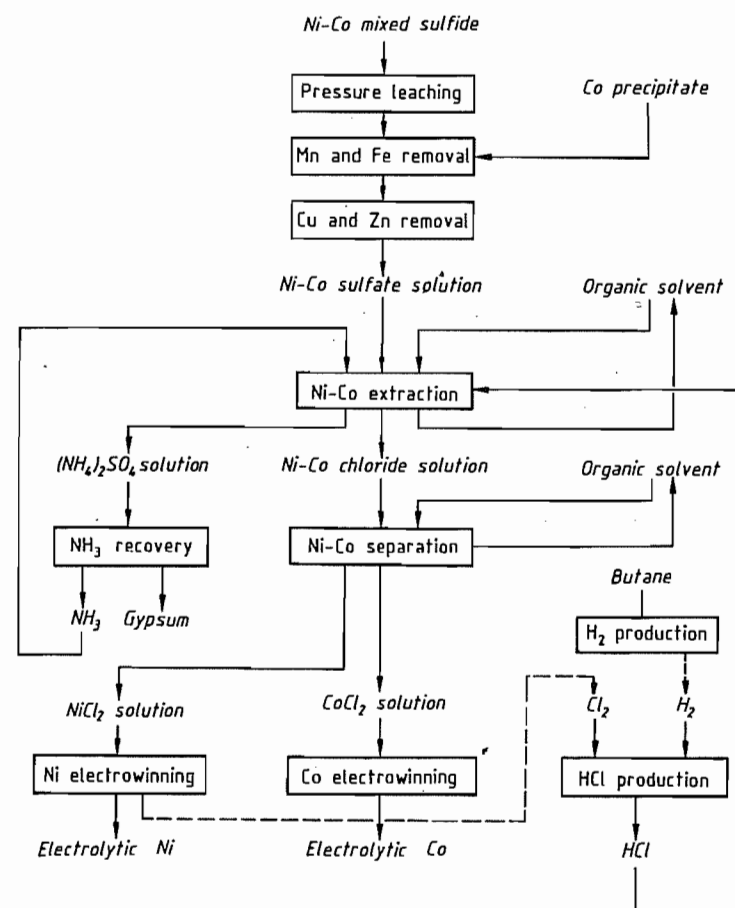 Ni-Co mixed sulfide
Pressure leaching
Co precipitate
Mn and Fe removal
Cu and Zn removal
Ni-Co sulfate solution
Organic solvent
Ni-Co extraction
(NH₄)₂SO₄ solution
Ni-Co chloride solution
Organic solvent
NH₃ recovery
Ni-Co separation
Butane
NH₃
Gypsum
H₂ production
NiCl₂ solution
CoCl₂ solution
Cl₂
H₂
Ni electrowinning
Co electrowinning
HCl production
Electrolytic Ni
Electrolytic Co
HCl